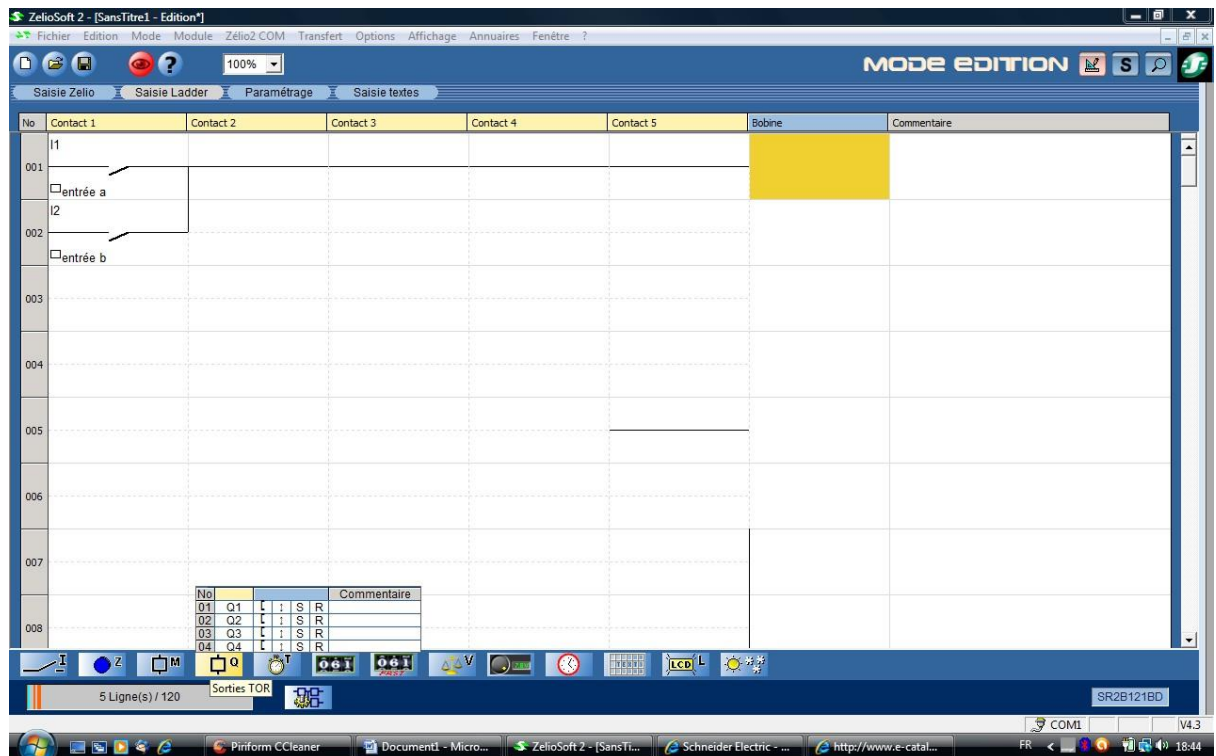 ZelioSoft 2 - [SansTitre1 - Edition*]
Fichier Edition Mode Module Zélio2 COM Transfert Options Affichage Annuaires Fenêtre ?
100%
MODE EDITION S
Saisie Zelio Saisie Ladder Paramétrage Saisie textes
No Contact 1 Contact 2 Contact 3 Contact 4 Contact 5 Bobine Commentaire
I1
001
entrée a
I2
002
entrée b
003
004
005
006
007
No Commentaire
01 Q1 [ ↕ S R
02 Q2 [ ↕ S R
008
03 Q3 [ ↕ S R
04 Q4 [ ↕ S R
I Z M Q T 061 061 FAST V LCD L
Sorties TOR
5 Ligne(s) / 120
SR2B121BD
COM1 V4.3
Piriform CCleaner Document1 - Micro... ZelioSoft 2 - [SansTi... Schneider Electric - ... http://www.e-catal... FR 18:44